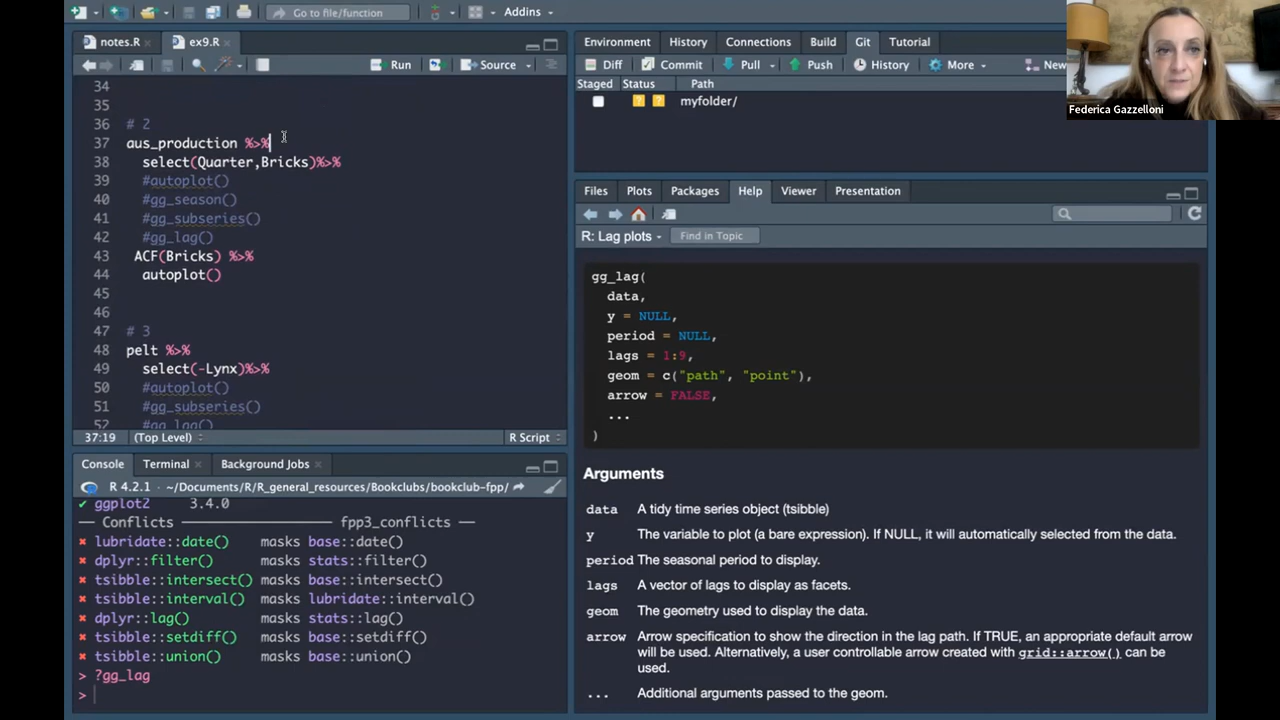 Go to file/function
Addins
notes.R
ex9.R
Run
Source
34
35
36 # 2
37 aus_production %>%
38 select(Quarter,Bricks)%>%
39 #autoplot()
40 #gg_season()
41 #gg_subseries()
42 #gg_lag()
43 ACF(Bricks) %>%
44 autoplot()
45
46
47 # 3
48 pelt %>%
49 select(-Lynx)%>%
50 #autoplot()
51 #gg_subseries()
52 #gg_lag()
37:19 (Top Level) R Script
Console Terminal Background Jobs
R 4.2.1 · ~/Documents/R/R_general_resources/Bookclubs/bookclub-fpp/
✔ ggplot2 3.4.0
── Conflicts ──────────────── fpp3_conflicts ──
✖ lubridate::date() masks base::date()
✖ dplyr::filter() masks stats::filter()
✖ tsibble::intersect() masks base::intersect()
✖ tsibble::interval() masks lubridate::interval()
✖ dplyr::lag() masks stats::lag()
✖ tsibble::setdiff() masks base::setdiff()
✖ tsibble::union() masks base::union()
> ?gg_lag
>
Environment History Connections Build Git Tutorial
Diff Commit Pull Push History More New
Staged Status Path
? ? myfolder/
Files Plots Packages Help Viewer Presentation
R: Lag plots Find in Topic
gg_lag(
data,
y = NULL,
period = NULL,
lags = 1:9,
geom = c("path", "point"),
arrow = FALSE,
...
)
Arguments
data A tidy time series object (tsibble)
y The variable to plot (a bare expression). If NULL, it will automatically selected from the data.
period The seasonal period to display.
lags A vector of lags to display as facets.
geom The geometry used to display the data.
arrow Arrow specification to show the direction in the lag path. If TRUE, an appropriate default arrow
will be used. Alternatively, a user controllable arrow created with grid::arrow() can be
used.
... Additional arguments passed to the geom.
Federica Gazzelloni